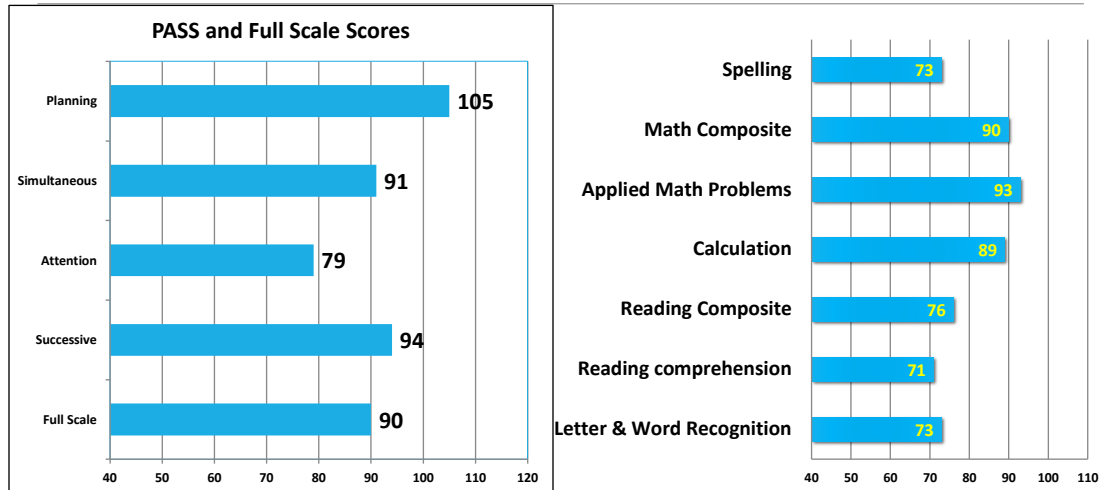 PASS and Full Scale Scores
Planning
105
Simultaneous
91
Attention
79
Successive
94
Full Scale
90
40 50 60 70 80 90 100 110 120
Spelling
73
Math Composite
90
Applied Math Problems
93
Calculation
89
Reading Composite
76
Reading comprehension
71
Letter & Word Recognition
73
40 50 60 70 80 90 100 110